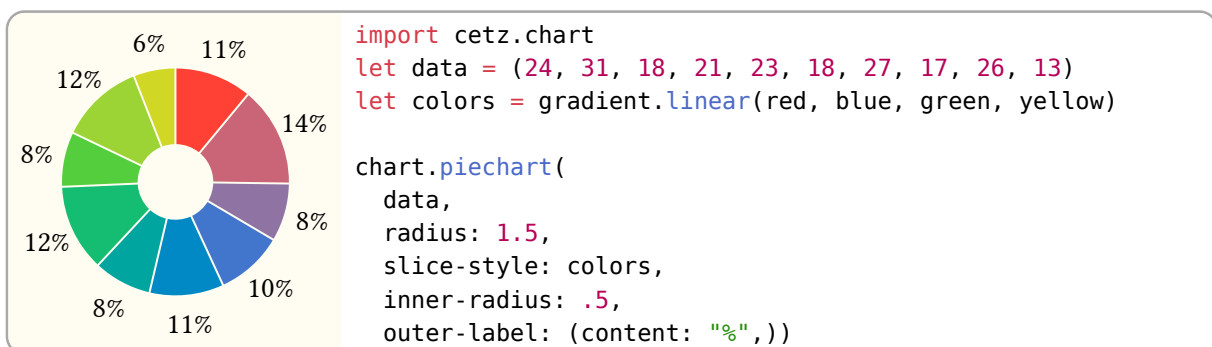 6%
11%
12%
14%
8%
8%
12%
10%
8%
11%
import cetz.chart
let data = (24, 31, 18, 21, 23, 18, 27, 17, 26, 13)
let colors = gradient.linear(red, blue, green, yellow)
chart.piechart(
  data,
  radius: 1.5,
  slice-style: colors,
  inner-radius: .5,
  outer-label: (content: "%",))